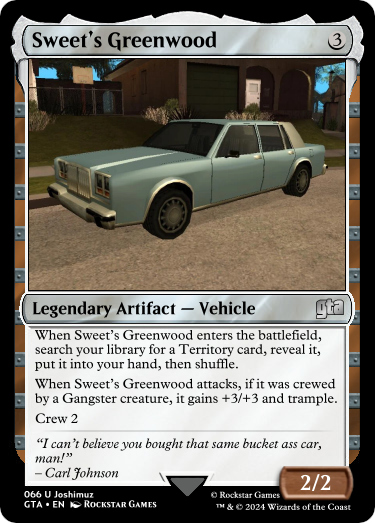 Sweet's Greenwood 3
Legendary Artifact — Vehicle gta
When Sweet's Greenwood enters the battlefield,
search your library for a Territory card, reveal it,
put it into your hand, then shuffle.
When Sweet's Greenwood attacks, if it was crewed
by a Gangster creature, it gains +3/+3 and trample.
Crew 2
"I can't believe you bought that same bucket ass car,
man!"
– Carl Johnson
2/2
066 U Joshimuz
GTA • EN Rockstar Games
© Rockstar Games
™ & © 2024 Wizards of the Coast